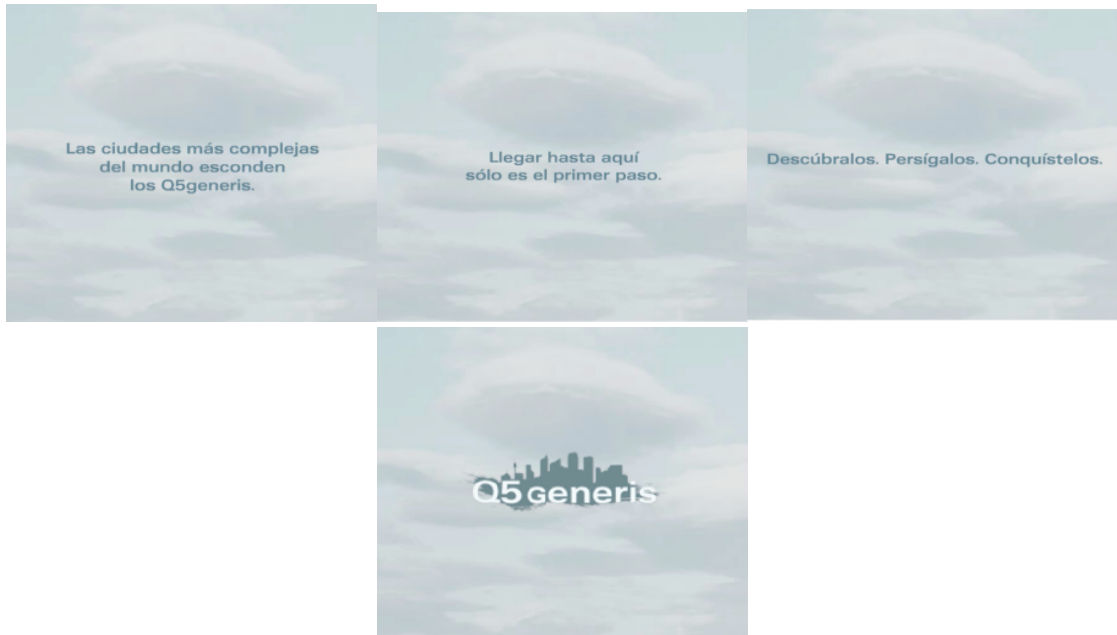 Las ciudades más complejas
del mundo esconden
los Q5generis.
Llegar hasta aquí
sólo es el primer paso.
Descúbralos. Persígalos. Conquístelos.
Q5generis